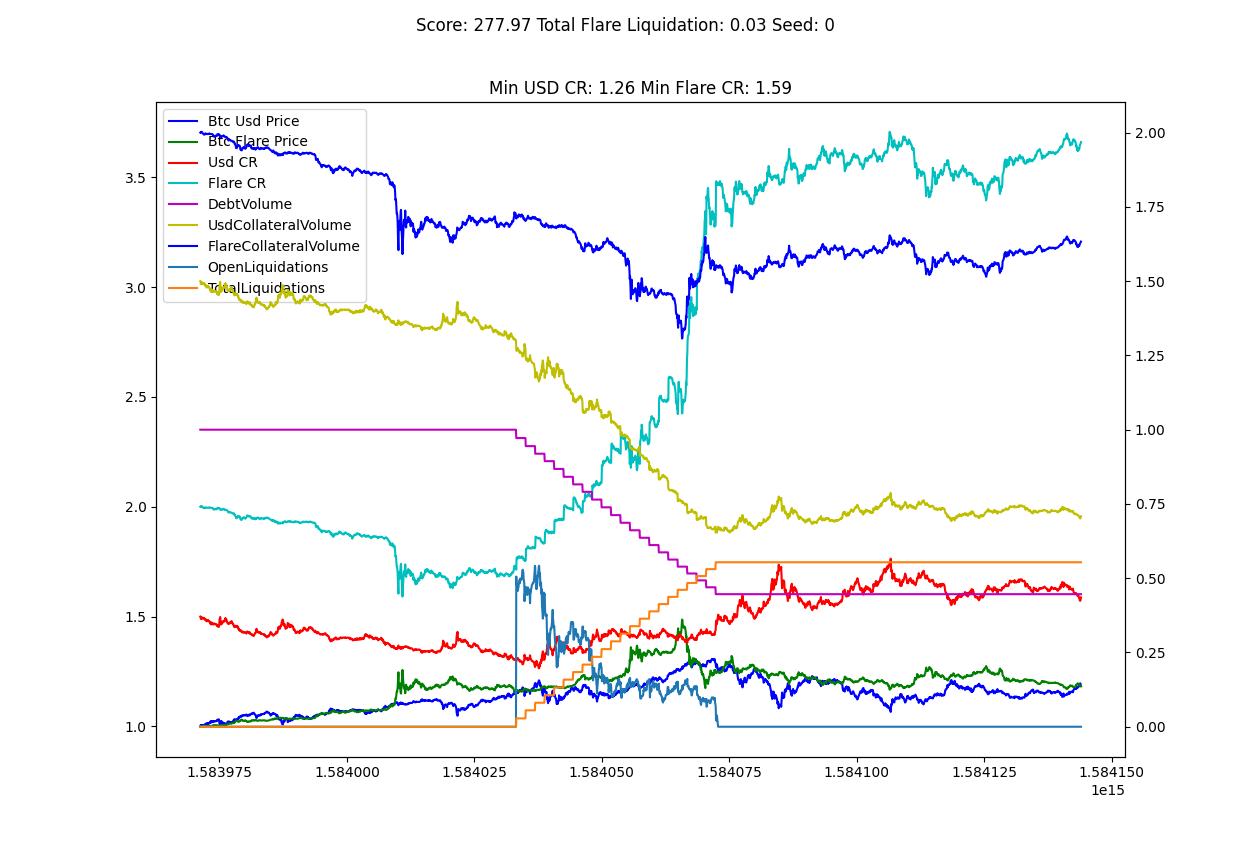 Score: 277.97 Total Flare Liquidation: 0.03 Seed: 0
Min USD CR: 1.26 Min Flare CR: 1.59
Btc Usd Price
Btc Flare Price
Usd CR
Flare CR
DebtVolume
UsdCollateralVolume
FlareCollateralVolume
OpenLiquidations
TotalLiquidations
3.5
3.0
2.5
2.0
1.5
1.0
2.00
1.75
1.50
1.25
1.00
0.75
0.50
0.25
0.00
1.583975 1.584000 1.584025 1.584050 1.584075 1.584100 1.584125 1.584150
1e15